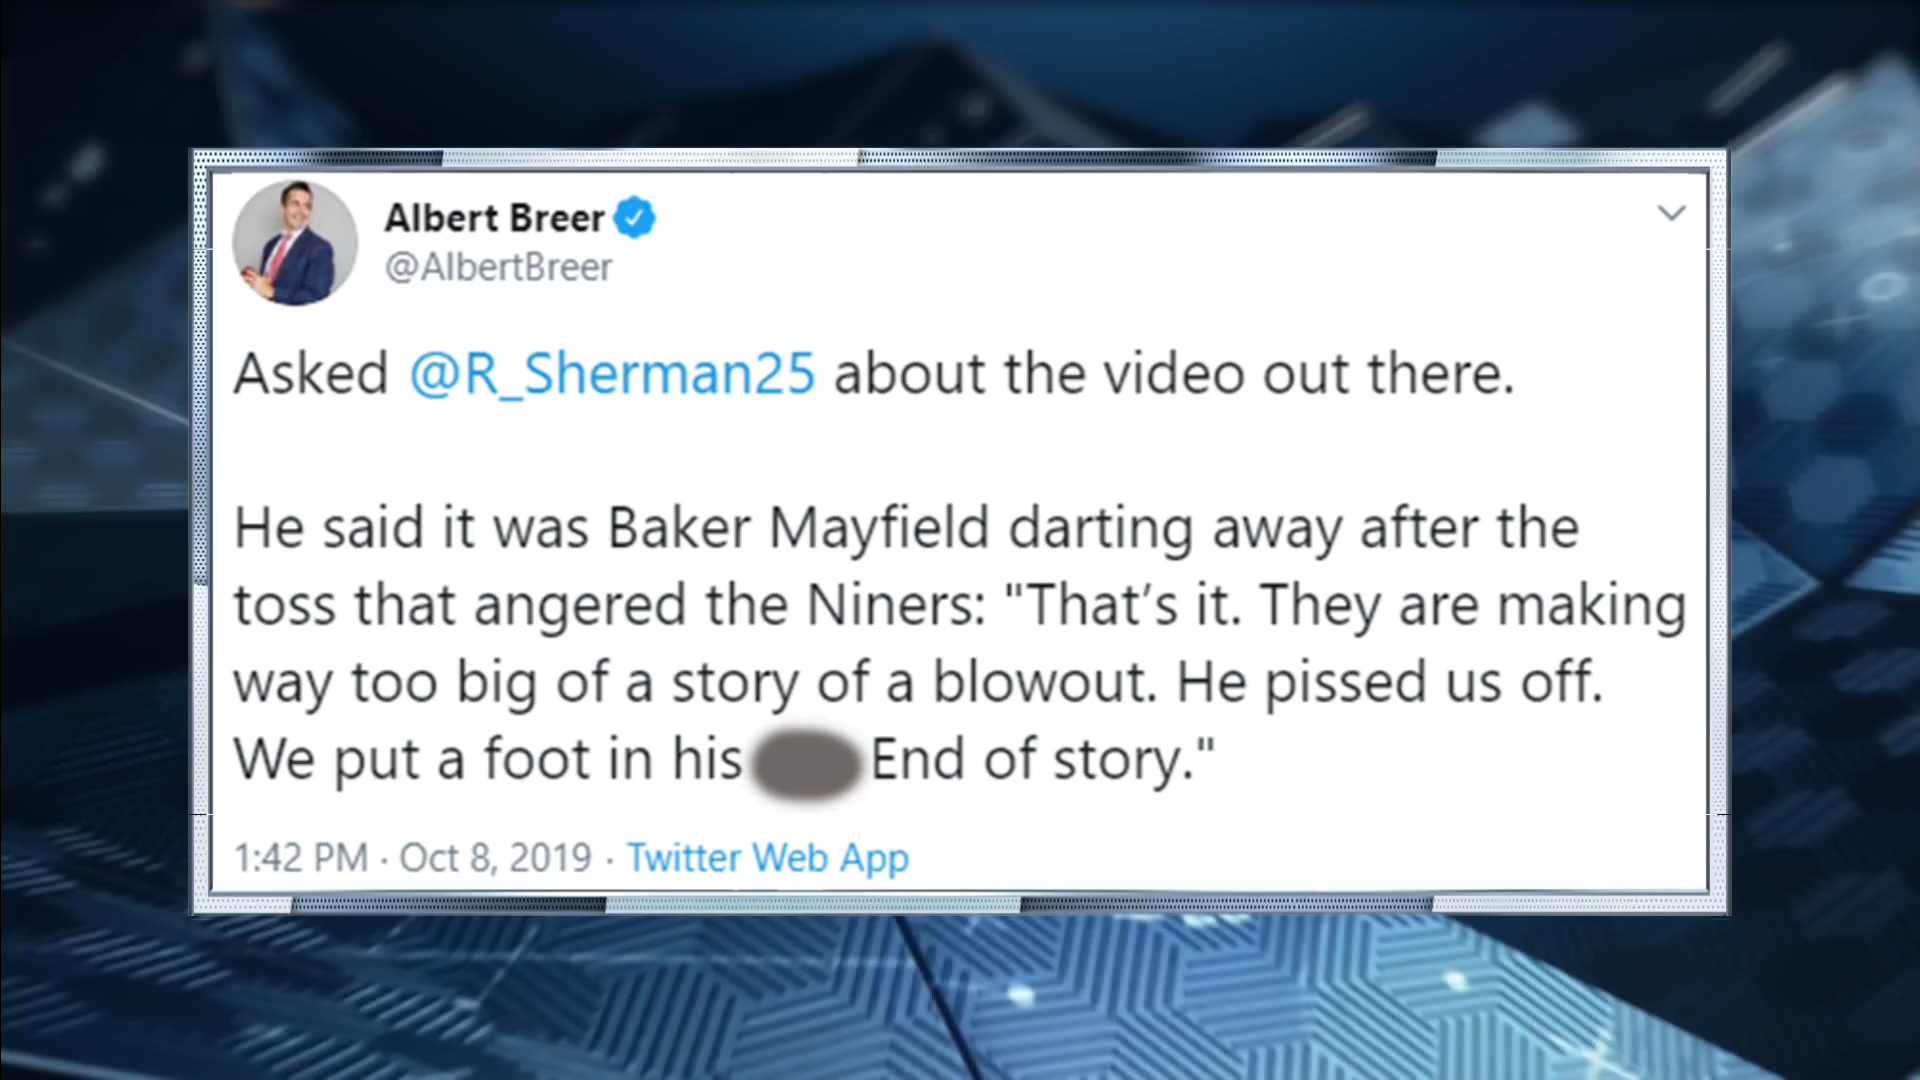 Albert Breer
@AlbertBreer
Asked @R_Sherman25 about the video out there.
He said it was Baker Mayfield darting away after the
toss that angered the Niners: "That’s it. They are making
way too big of a story of a blowout. He pissed us off.
We put a foot in his End of story."
1:42 PM · Oct 8, 2019 · Twitter Web App